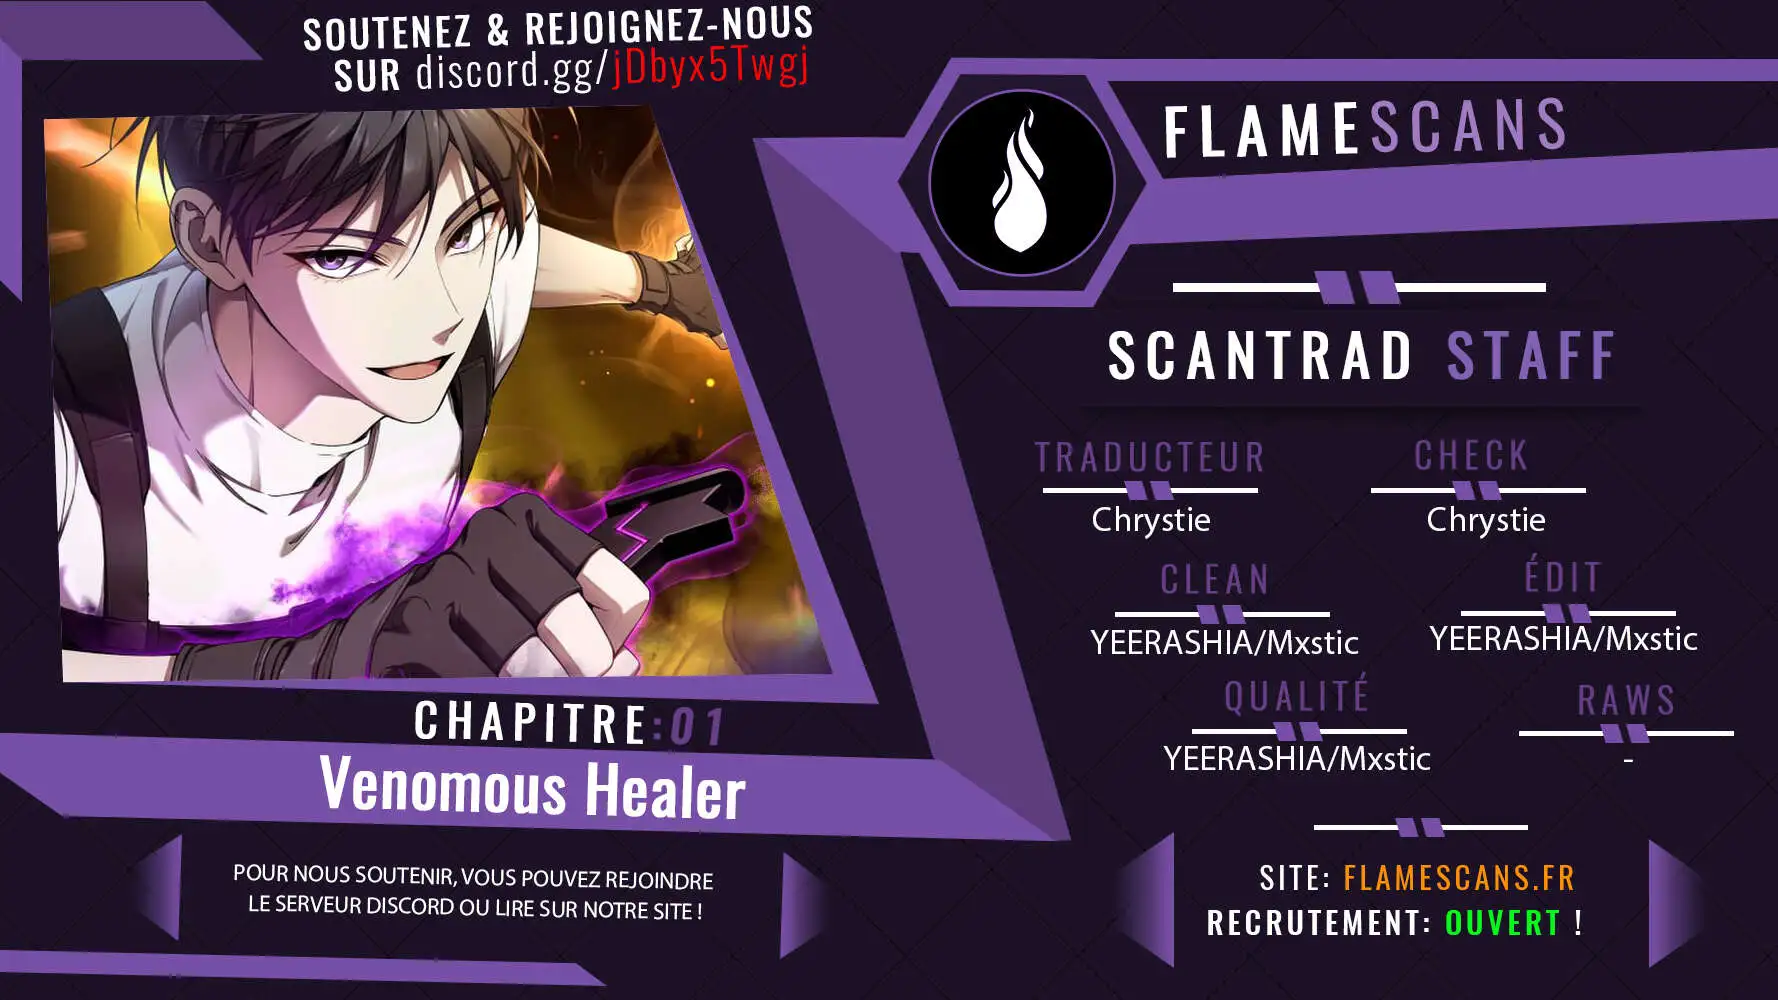 SOUTENEZ & REJOIGNEZ-NOUS
SUR discord.gg/jDbyx5Twgj
FLAMESCANS
SCANTRAD STAFF
TRADUCTEUR
Chrystie
CHECK
Chrystie
CLEAN
YEERASHIA/Mxstic
ÉDIT
YEERASHIA/Mxstic
QUALITÉ
YEERASHIA/Mxstic
RAWS
-
CHAPITRE:01
Venomous Healer
POUR NOUS SOUTENIR, VOUS POUVEZ REJOINDRE
LE SERVEUR DISCORD OU LIRE SUR NOTRE SITE !
SITE: FLAMESCANS.FR
RECRUTEMENT: OUVERT !